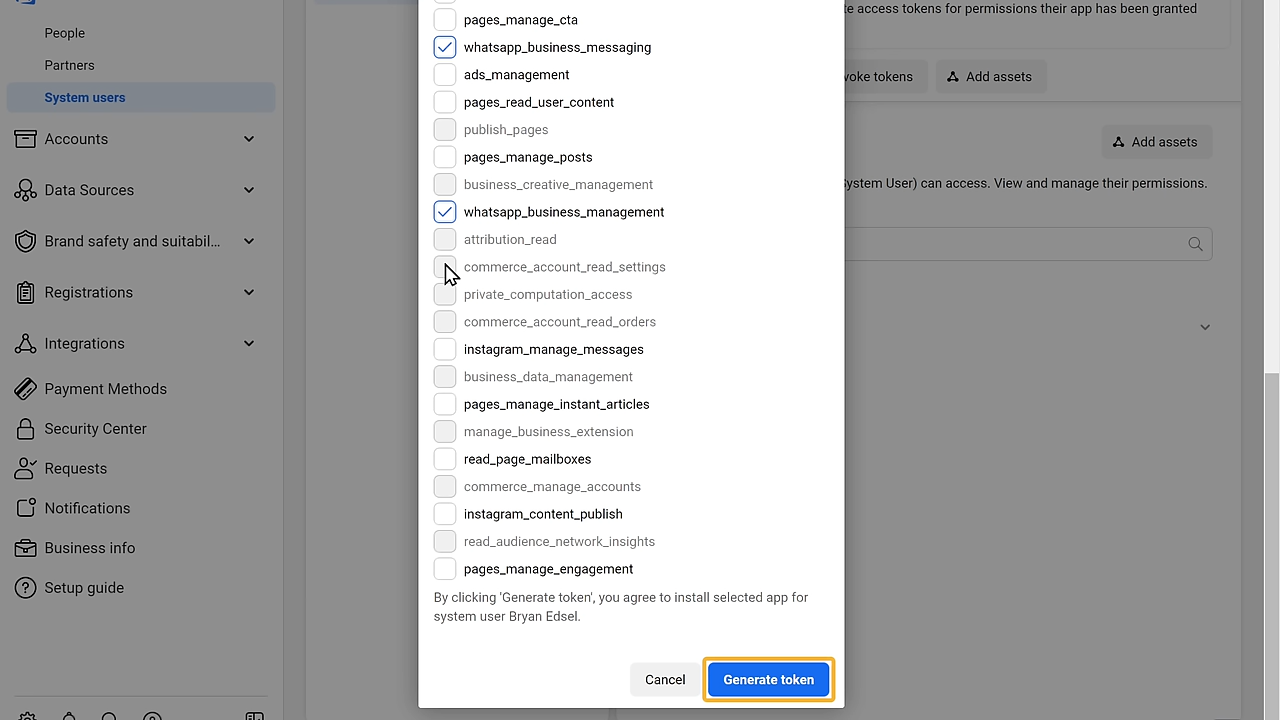 People
Partners
System users
Accounts
Data Sources
Brand safety and suitabil...
Registrations
Integrations
Payment Methods
Security Center
Requests
Notifications
Business info
Setup guide
pages_manage_cta
whatsapp_business_messaging
ads_management
pages_read_user_content
publish_pages
pages_manage_posts
business_creative_management
whatsapp_business_management
attribution_read
commerce_account_read_settings
private_computation_access
commerce_account_read_orders
instagram_manage_messages
business_data_management
pages_manage_instant_articles
manage_business_extension
read_page_mailboxes
commerce_manage_accounts
instagram_content_publish
read_audience_network_insights
pages_manage_engagement
By clicking 'Generate token', you agree to install selected app for
system user Bryan Edsel.
Cancel
Generate token
access tokens for permissions their app has been granted
tokens
Add assets
Add assets
System User) can access. View and manage their permissions.